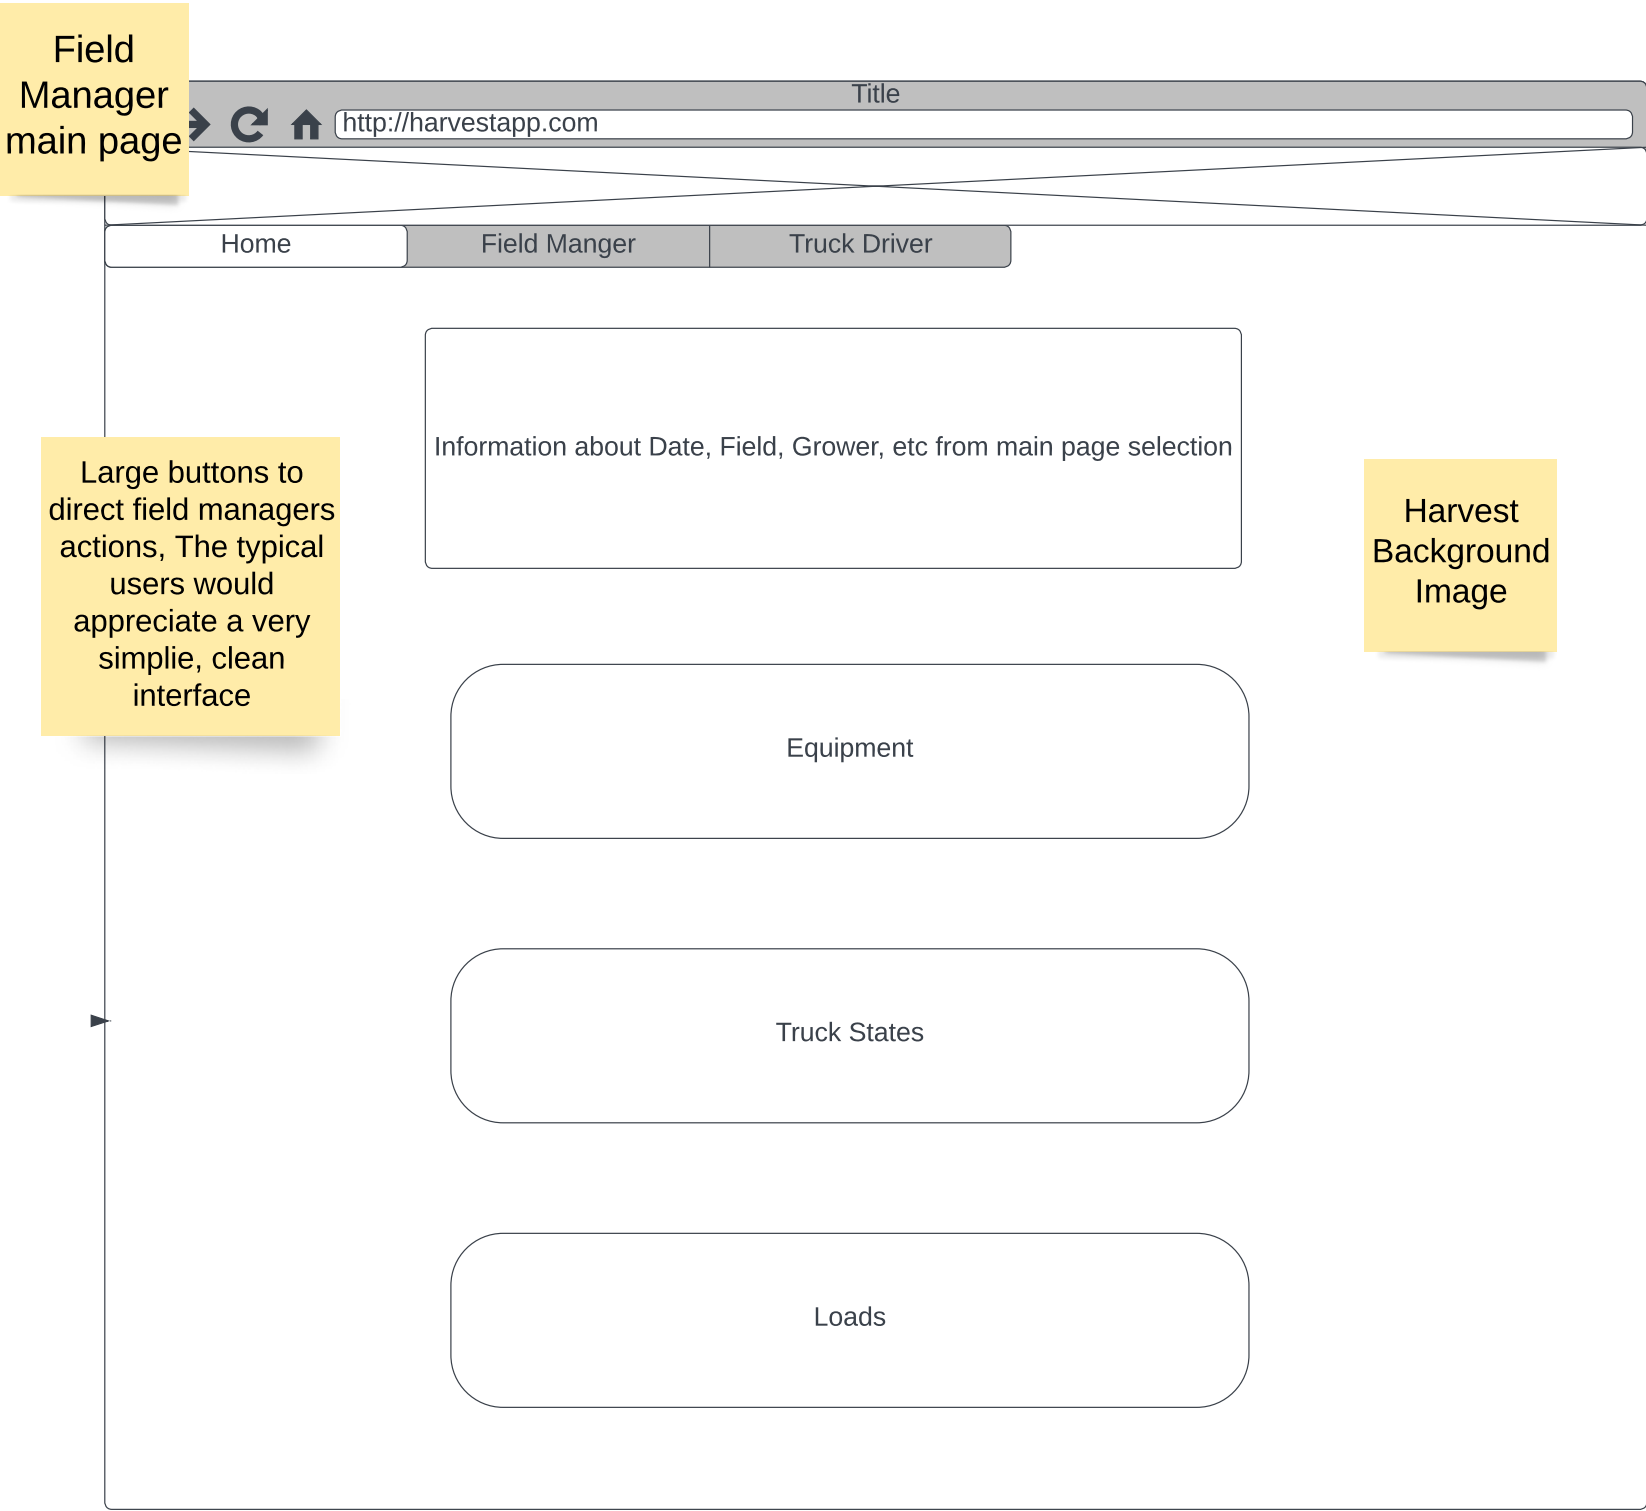 Field
Manager
main page
Title
http://harvestapp.com
Home
Field Manger
Truck Driver
Information about Date, Field, Grower, etc from main page selection
Large buttons to
direct field managers
actions, The typical
users would
appreciate a very
simplie, clean
interface
Harvest
Background
Image
Equipment
Truck States
Loads